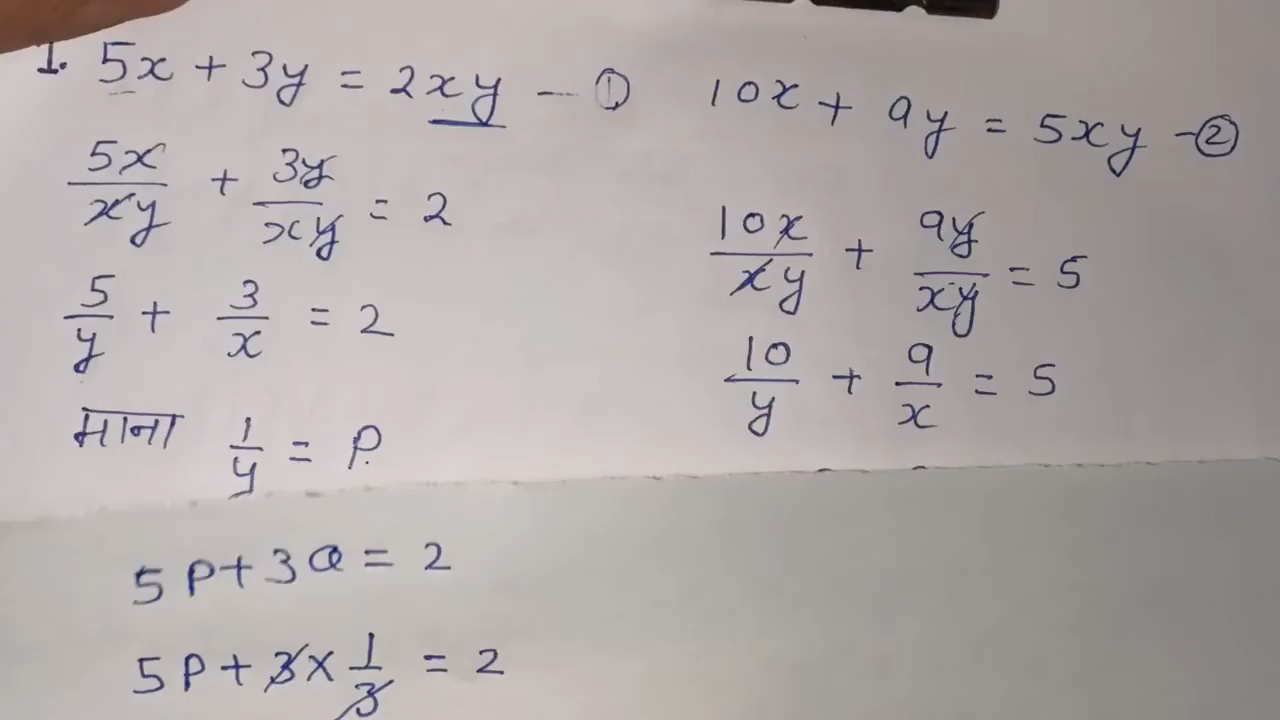 1. 5x + 3y = 2xy — ①
5x/xy + 3y/xy = 2
5/y + 3/x = 2
माना 1/y = P.
10x + 9y = 5xy - ②
10x/xy + 9y/xy = 5
10/y + 9/x = 5
5P + 3Q = 2
5P + 3 x 1/3 = 2